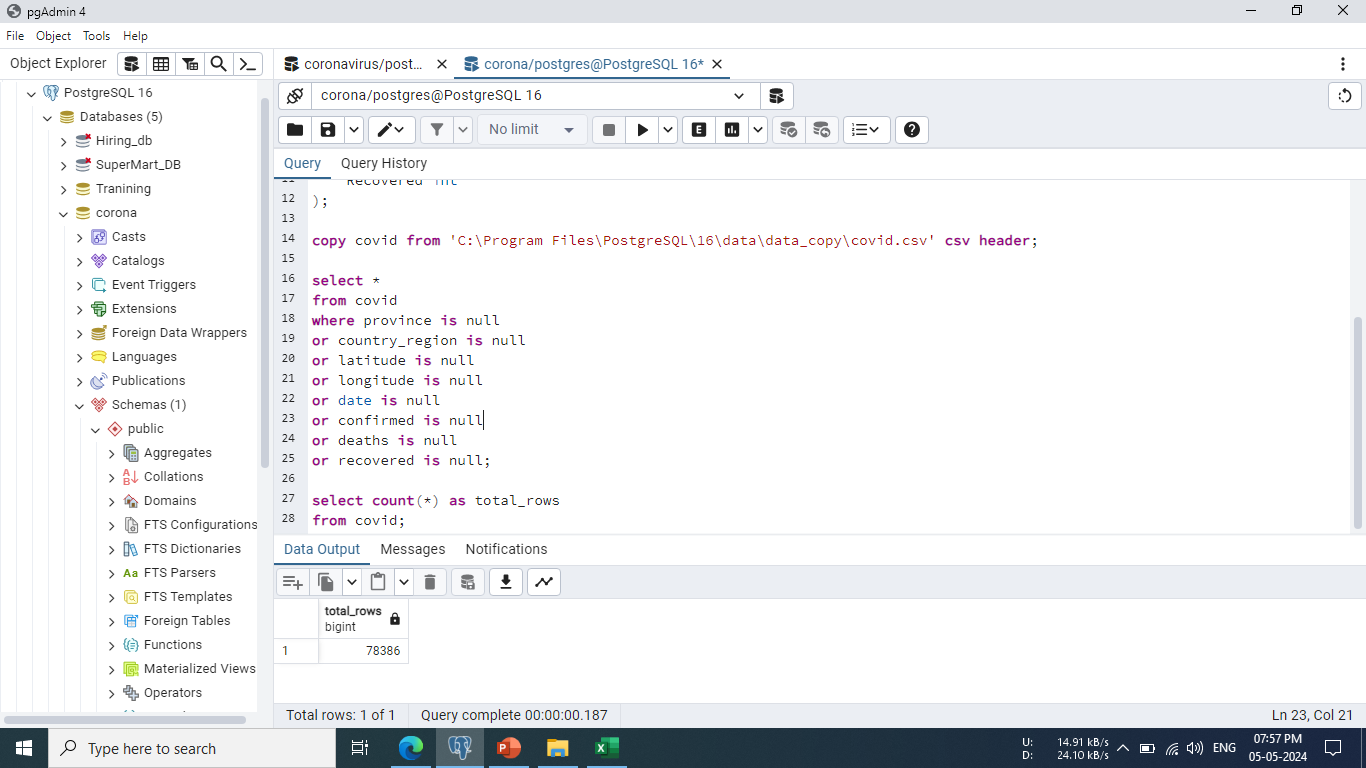 pgAdmin 4
File Object Tools Help
Object Explorer
coronavirus/post...
corona/postgres@PostgreSQL 16*
PostgreSQL 16
Databases (5)
Hiring_db
SuperMart_DB
Tranining
corona
Casts
Catalogs
Event Triggers
Extensions
Foreign Data Wrappers
Languages
Publications
Schemas (1)
public
Aggregates
Collations
Domains
FTS Configurations
FTS Dictionaries
Aa FTS Parsers
FTS Templates
Foreign Tables
Functions
Materialized Views
Operators
corona/postgres@PostgreSQL 16
No limit
E
Query Query History
11 Recovered int
12 );
13
14 copy covid from 'C:\Program Files\PostgreSQL\16\data\data_copy\covid.csv' csv header;
15
16 select *
17 from covid
18 where province is null
19 or country_region is null
20 or latitude is null
21 or longitude is null
22 or date is null
23 or confirmed is null
24 or deaths is null
25 or recovered is null;
26
27 select count(*) as total_rows
28 from covid;
Data Output Messages Notifications
total_rows
bigint
1 78386
Total rows: 1 of 1 Query complete 00:00:00.187 Ln 23, Col 21
Type here to search
U: 14.91 kB/s
D: 24.10 kB/s
ENG
07:57 PM
05-05-2024